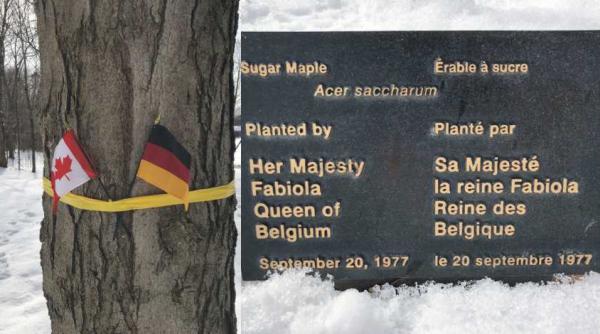 Sugar Maple Érable à sucre
Acer saccharum
Planted by Planté par
Her Majesty Sa Majesté
Fabiola la reine Fabiola
Queen of Reine des
Belgium Belgique
September 20, 1977 le 20 septembre 1977